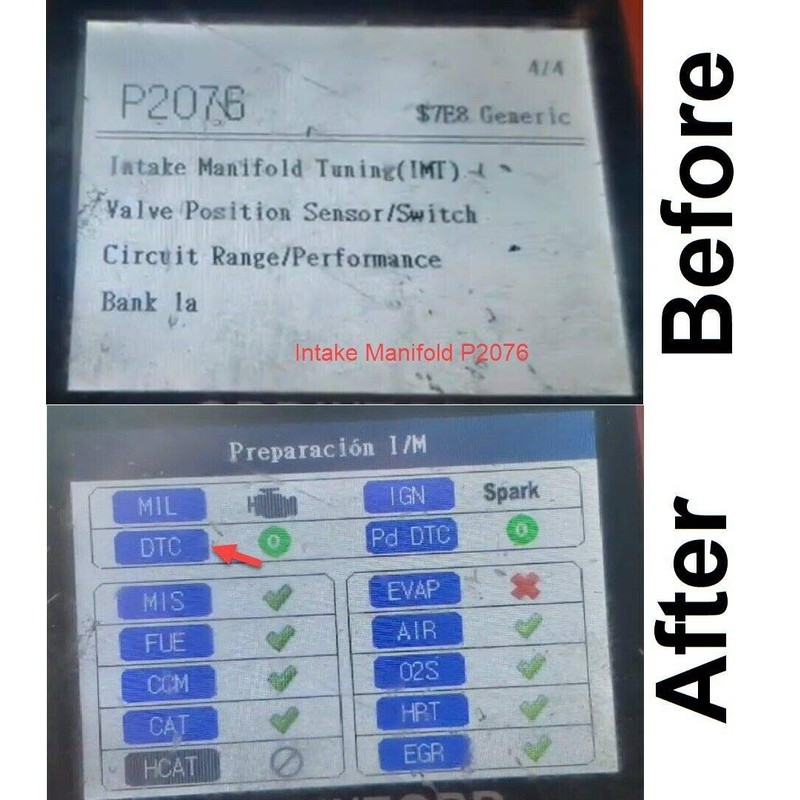 Before
4/4
P2076
$7E8 Generic
Intake Manifold Tuning(IMT)
Valve Position Sensor/Switch
Circuit Range/Performance
Bank 1a
Intake Manifold P2076
After
Preparación I/M
MIL
IGN Spark
DTC 0
Pd DTC 0
MIS
EVAP
FUE
AIR
CCM
O2S
CAT
HRT
HCAT
EGR